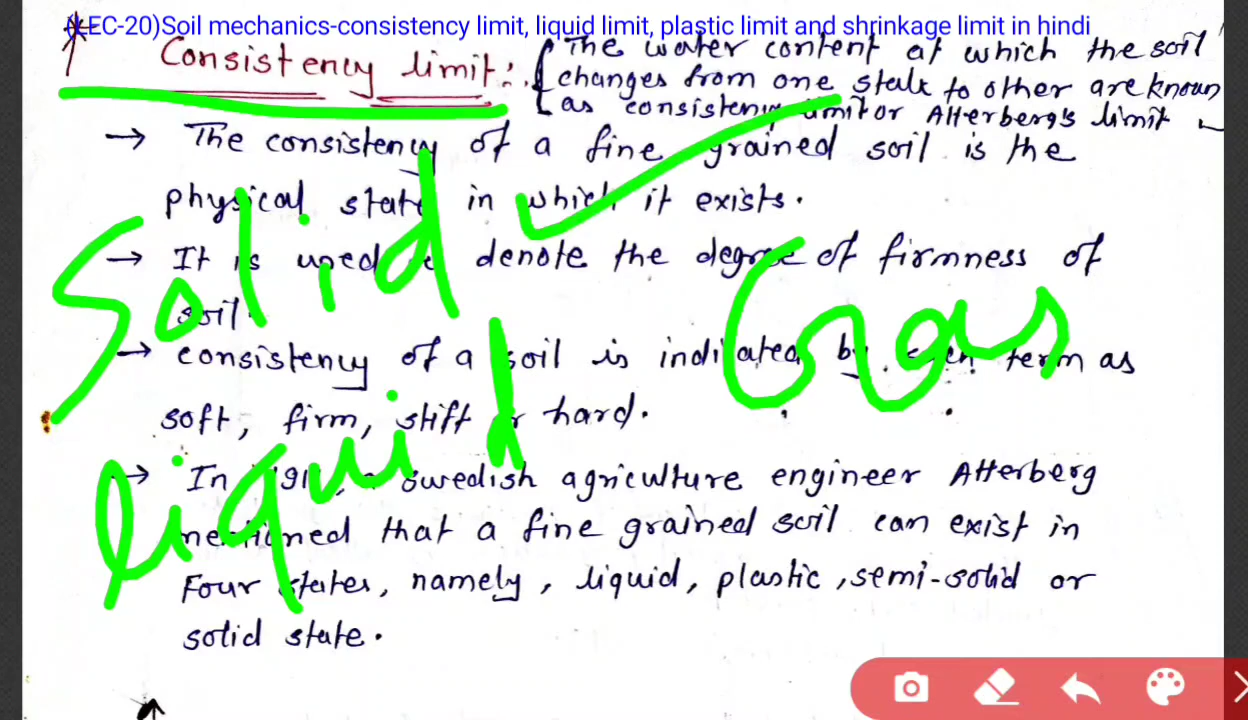 LEC-20)Soil mechanics-consistency limit, liquid limit, plastic limit and shrinkage limit in hindi
Consistency limit:
The water content at which the soil
changes from one state to other are known
as consistency limit or Atterberg's limit
→ The consistency of a fine grained soil is the
physical state in which it exists.
→ It is used to denote the degree of firmness of
soil.
→ consistency of a soil is indicated by such term as
soft, firm, stiff or hard.
→ In Swedish agriculture engineer Atterberg
mentioned that a fine grained soil can exist in
Four states, namely, liquid, plastic, semi-solid or
solid state.
Solid
Gas
liquid